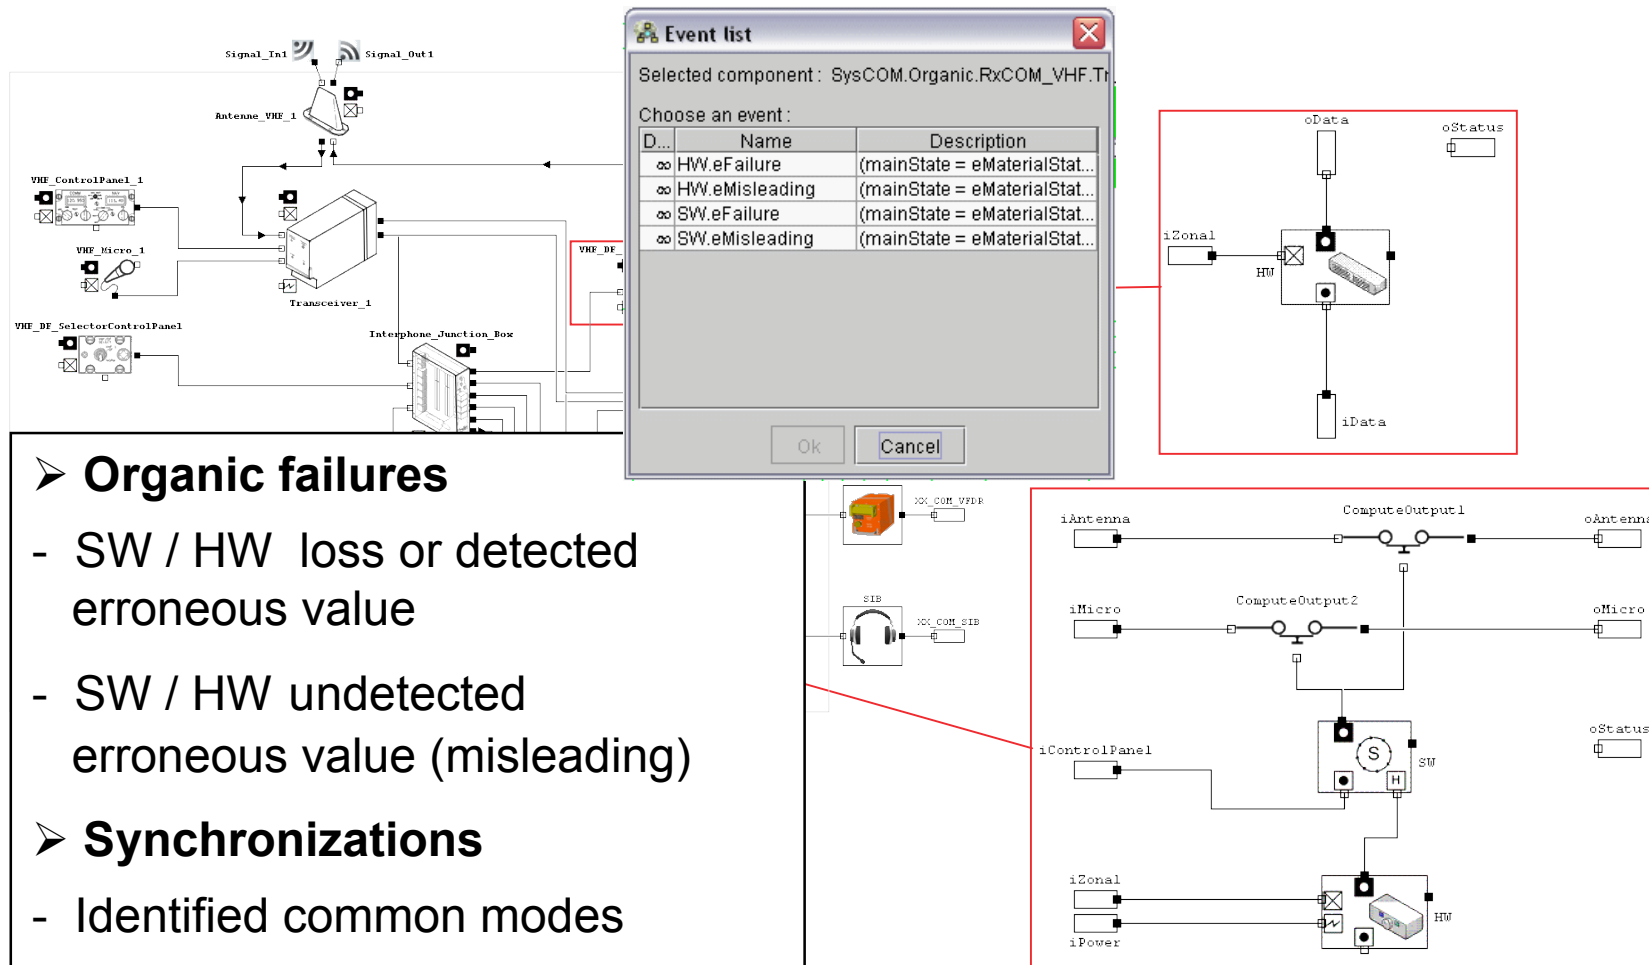 Signal_In1
Signal_Out1
Antenne_VHF_1
VHF_ControlPanel_1
VHF_Micro_1
Transceiver_1
VHF_DF_SelectorControlPanel
Interphone_Junction_Box
VHF_DF_
Event list
Selected component : SysCOM.Organic.RxCOM_VHF.Tr
Choose an event :
D... Name Description
∞ HW.eFailure (mainState = eMaterialStat...
∞ HW.eMisleading (mainState = eMaterialStat...
∞ SW.eFailure (mainState = eMaterialStat...
∞ SW.eMisleading (mainState = eMaterialStat...
Ok Cancel
oData
oStatus
iZonal
HW
iData
➢ Organic failures
- SW / HW loss or detected
erroneous value
- SW / HW undetected
erroneous value (misleading)
➢ Synchronizations
- Identified common modes
XX_COM_VFDR
SIB
XX_COM_SIB
iAntenna
ComputeOutput1
oAntenna
iMicro
ComputeOutput2
oMicro
iControlPanel
S
H
SW
oStatus
iZonal
iPower
HW